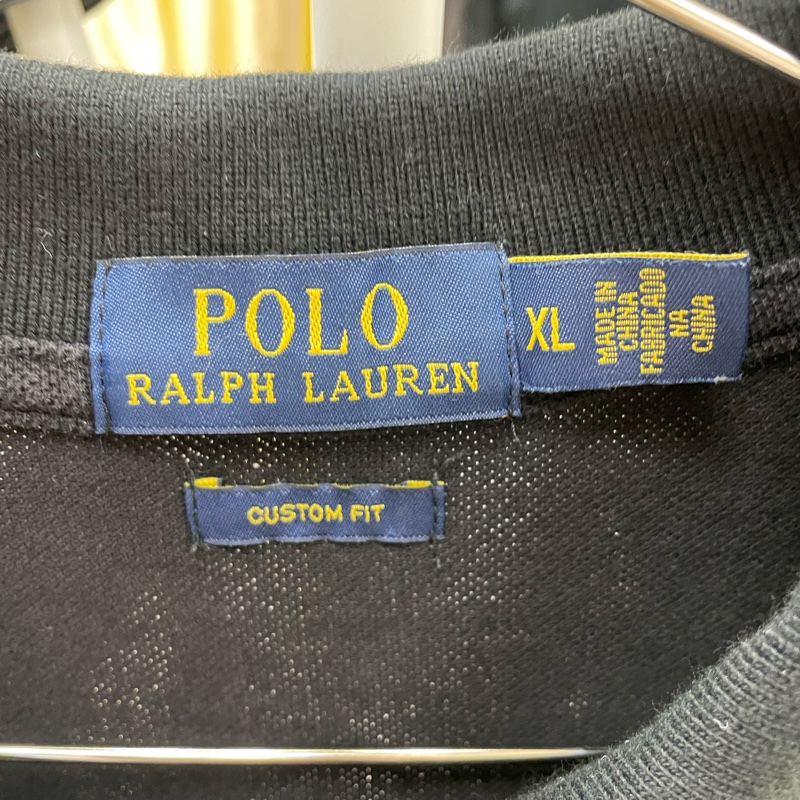 POLO
RALPH LAUREN
XL
MADE IN
CHINA
FABRICADO
NA
CHINA
CUSTOM FIT